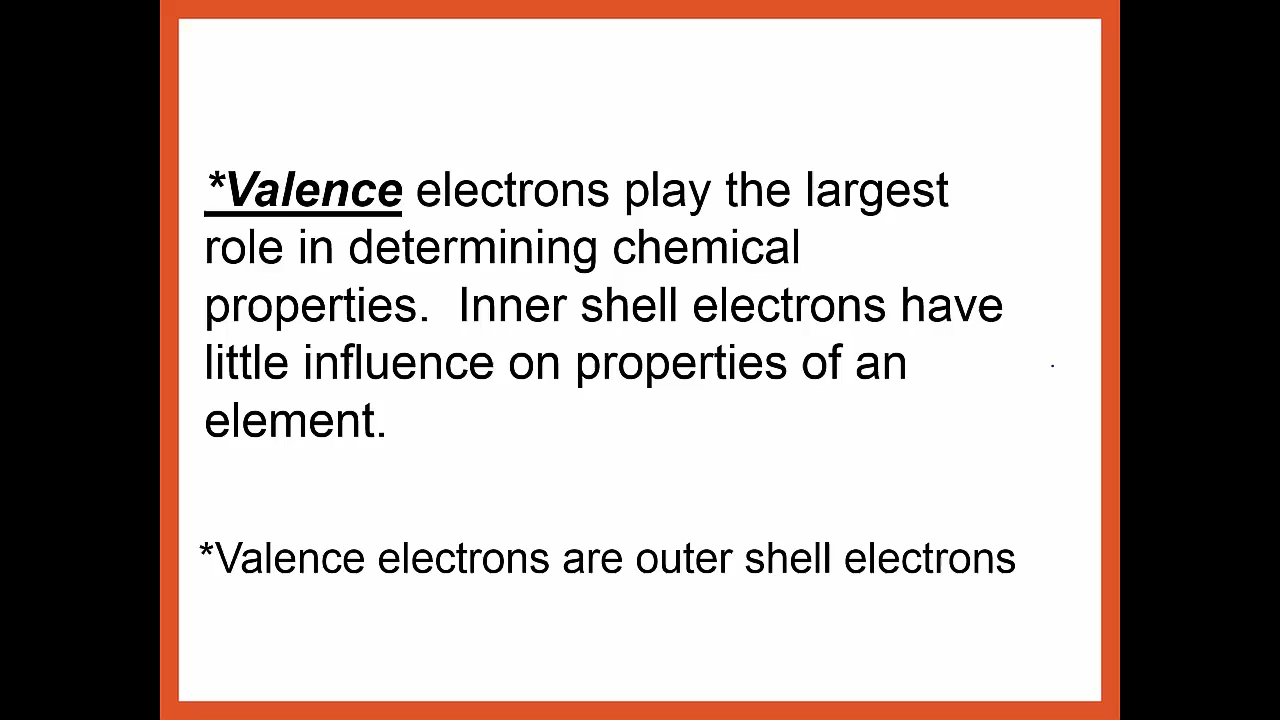 *Valence electrons play the largest
role in determining chemical
properties.  Inner shell electrons have
little influence on properties of an
element.
*Valence electrons are outer shell electrons